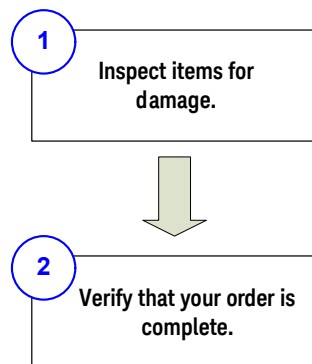 1
Inspect items for
damage.
2
Verify that your order is
complete.